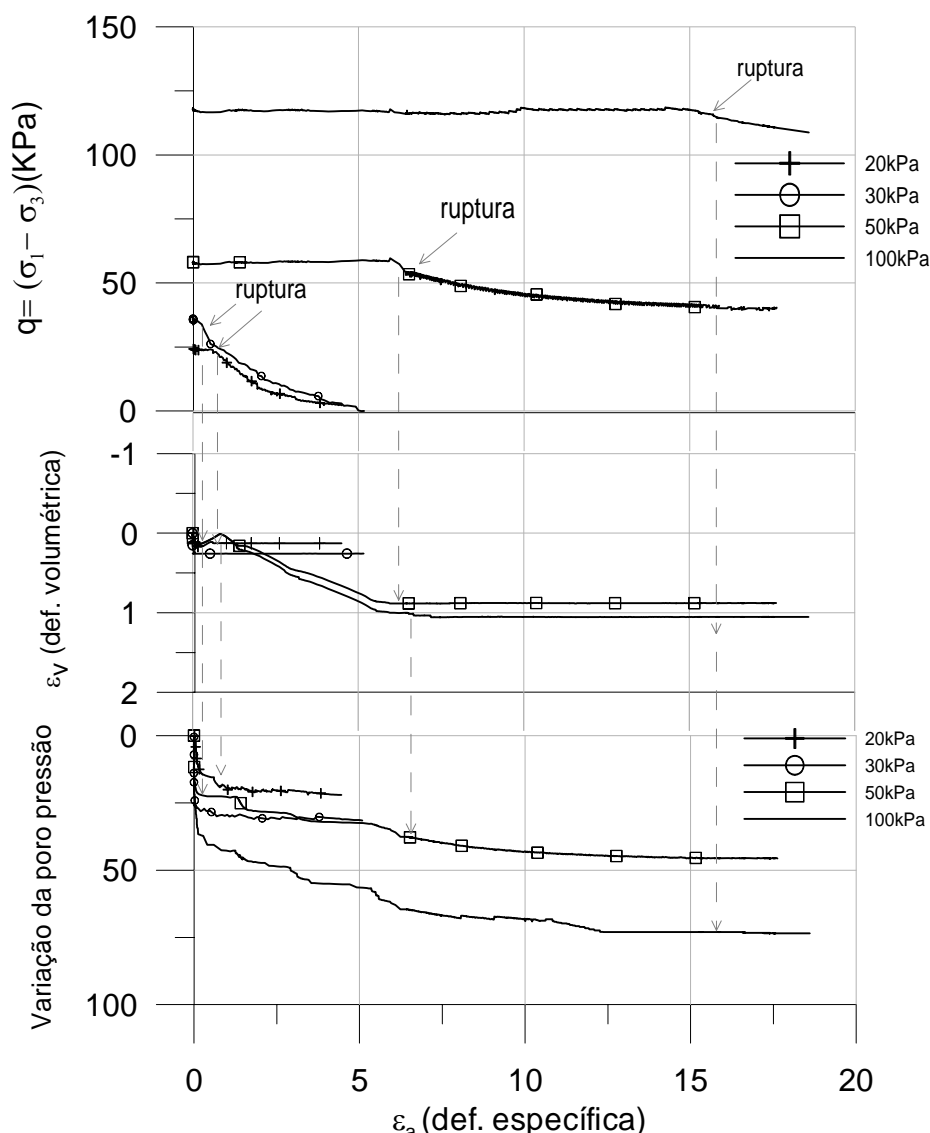 150
100
50
0
q= (σ1 – σ3)(KPa)
ruptura
ruptura
ruptura
20kPa
30kPa
50kPa
100kPa
-1
0
1
2
εv (def. volumétrica)
0
50
100
Variação da poro pressão
20kPa
30kPa
50kPa
100kPa
0
5
10
15
20
εa (def. específica)